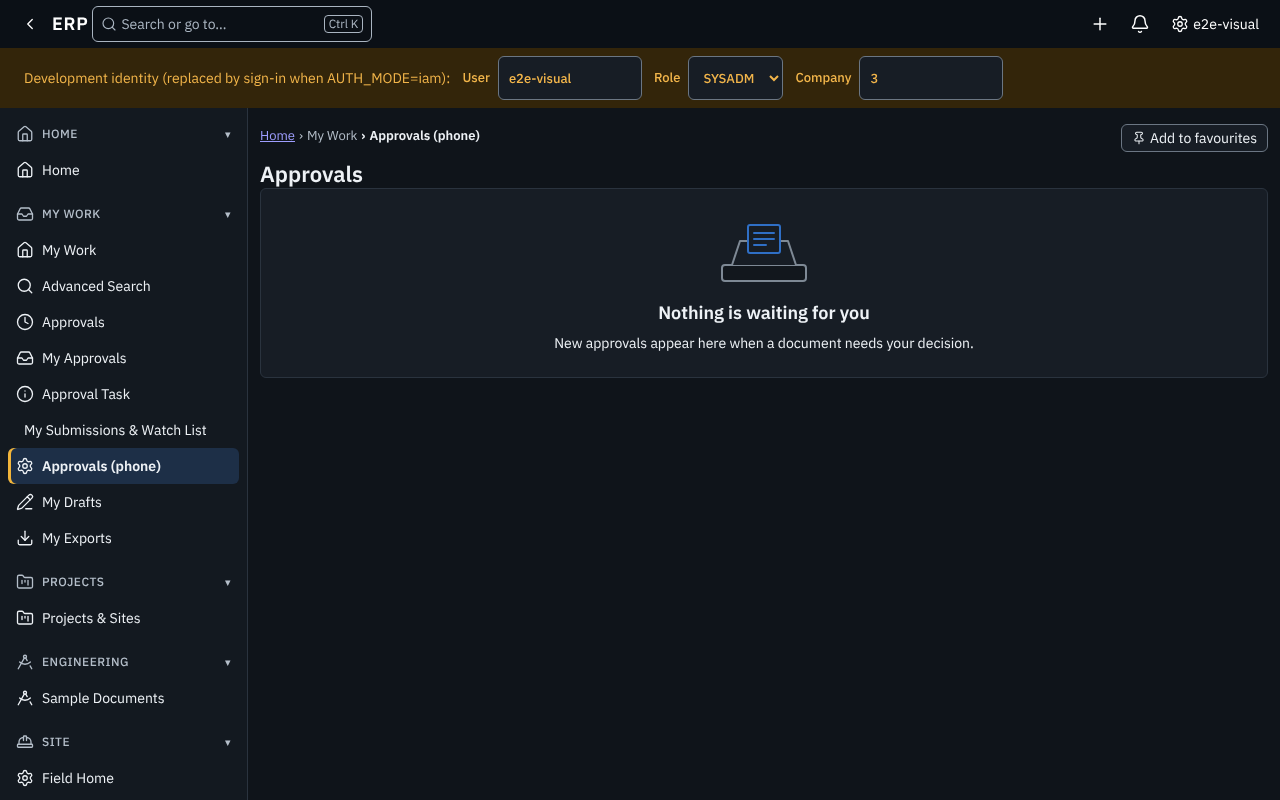 ERP
Search or go to...
Ctrl K
e2e-visual
Development identity (replaced by sign-in when AUTH_MODE=iam):
User
e2e-visual
Role
SYSADM
Company
3
HOME
Home
MY WORK
My Work
Advanced Search
Approvals
My Approvals
Approval Task
My Submissions & Watch List
Approvals (phone)
My Drafts
My Exports
PROJECTS
Projects & Sites
ENGINEERING
Sample Documents
SITE
Field Home
Home › My Work › Approvals (phone)
Add to favourites
Approvals
Nothing is waiting for you
New approvals appear here when a document needs your decision.